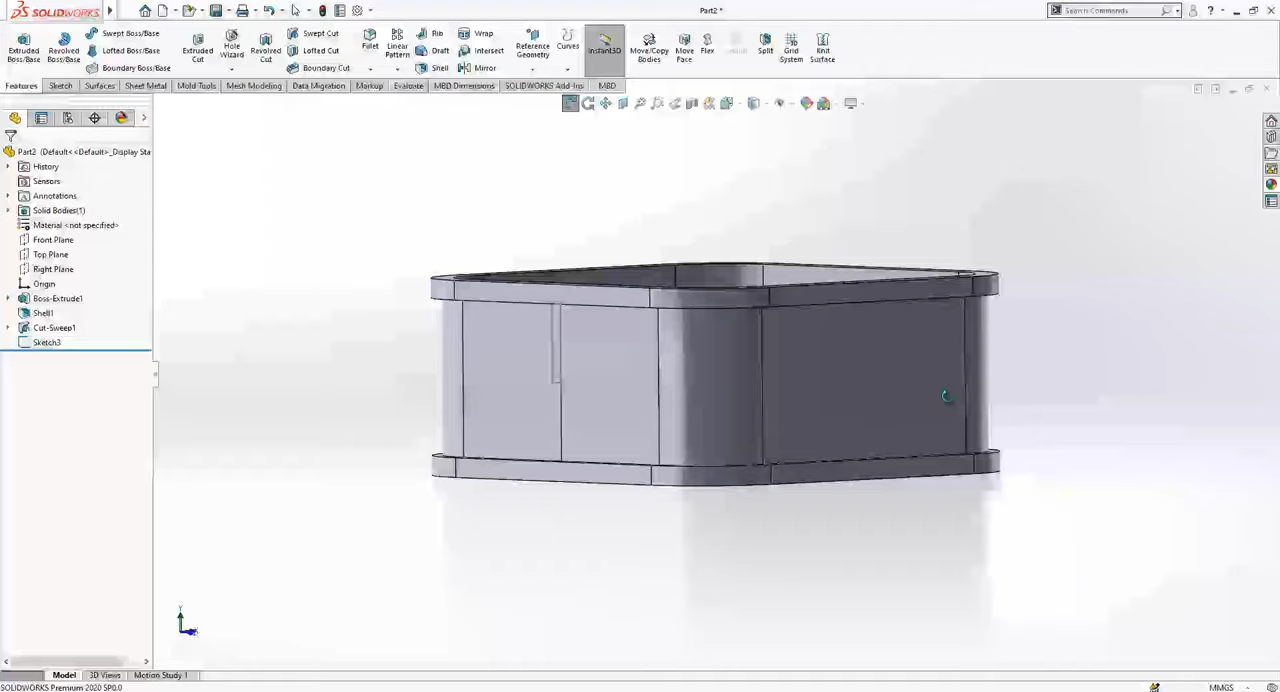 SOLIDWORKS
Part2 *
Search Commands
Extruded Boss/Base
Revolved Boss/Base
Swept Boss/Base
Lofted Boss/Base
Boundary Boss/Base
Extruded Cut
Hole Wizard
Revolved Cut
Swept Cut
Lofted Cut
Boundary Cut
Fillet
Linear Pattern
Rib
Draft
Shell
Wrap
Intersect
Mirror
Reference Geometry
Curves
Instant3D
Move/Copy Bodies
Move Face
Flex
Split
Grid System
Knit Surface
Features Sketch Surfaces Sheet Metal Mold Tools Mesh Modeling Data Migration Markup Evaluate MBD Dimensions SOLIDWORKS Add-Ins MBD
Part2 (Default<<Default>_Display Sta
History
Sensors
Annotations
Solid Bodies(1)
Material <not specified>
Front Plane
Top Plane
Right Plane
Origin
Boss-Extrude1
Shell1
Cut-Sweep1
Sketch3
Y
Model 3D Views Motion Study 1
SOLIDWORKS Premium 2020 SP0.0
MMGS